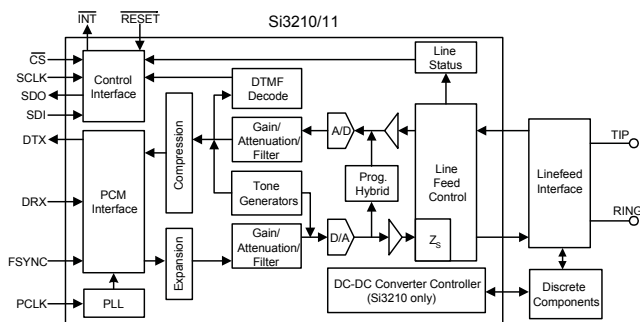 INT
RESET
Si3210/11
CS
SCLK
SDO
SDI
DTX
DRX
FSYNC
PCLK
Control
Interface
PCM
Interface
PLL
Compression
Expansion
DTMF
Decode
Gain/
Attenuation/
Filter
Tone
Generators
Gain/
Attenuation/
Filter
A/D
D/A
Prog.
Hybrid
Line
Status
Line
Feed
Control
ZS
DC-DC Converter Controller
(Si3210 only)
Linefeed
Interface
Discrete
Components
TIP
RING